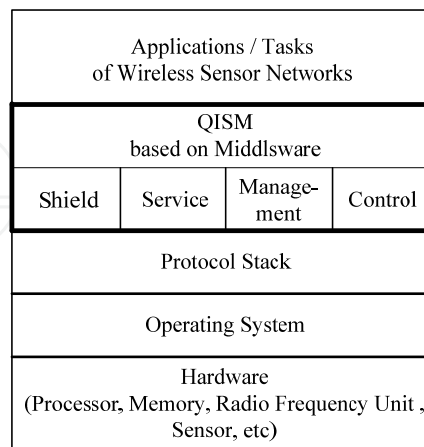 Applications / Tasks
of Wireless Sensor Networks
QISM
based on Middlsware
Shield Service Manage-
ment Control
Protocol Stack
Operating System
Hardware
(Processor, Memory, Radio Frequency Unit ,
Sensor, etc)